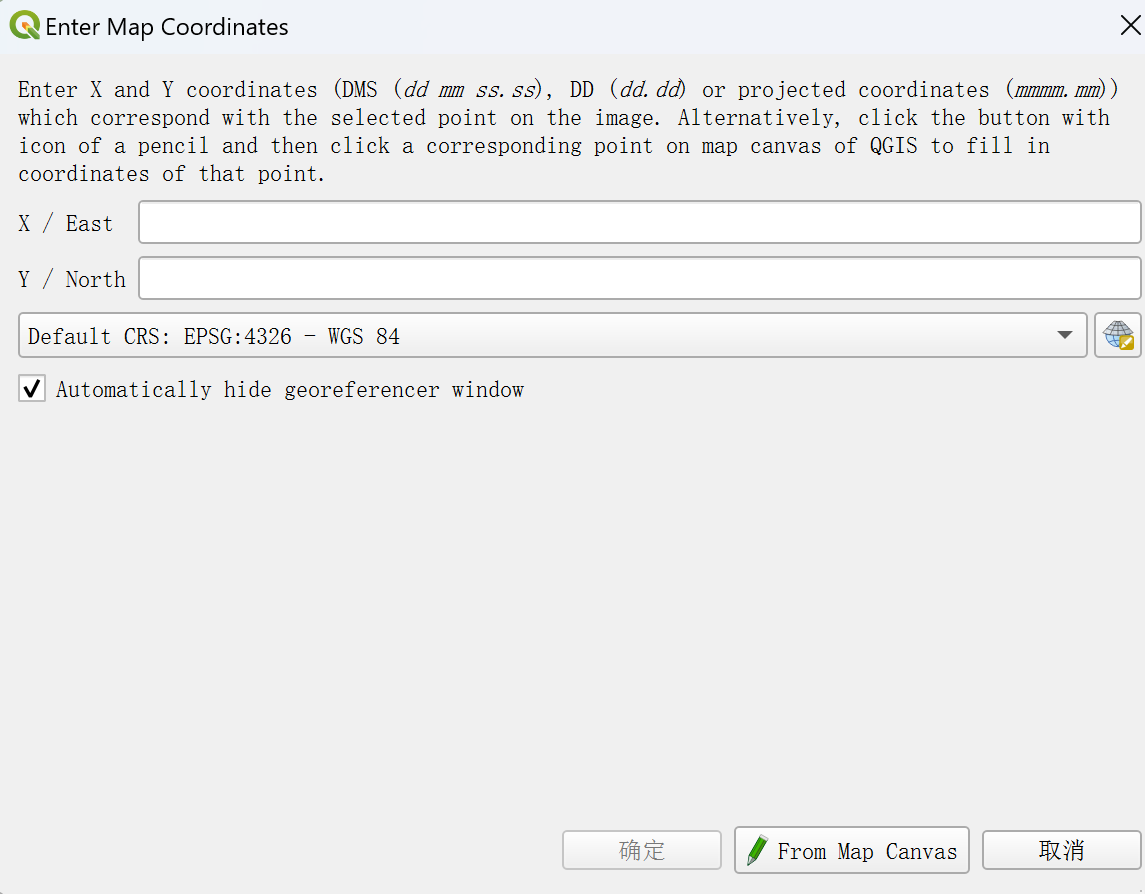 Enter Map Coordinates
Enter X and Y coordinates (DMS (dd mm ss.ss), DD (dd.dd) or projected coordinates (mmmm.mm))
which correspond with the selected point on the image. Alternatively, click the button with
icon of a pencil and then click a corresponding point on map canvas of QGIS to fill in
coordinates of that point.
X / East
Y / North
Default CRS: EPSG:4326 - WGS 84
Automatically hide georeferencer window
确定
From Map Canvas
取消